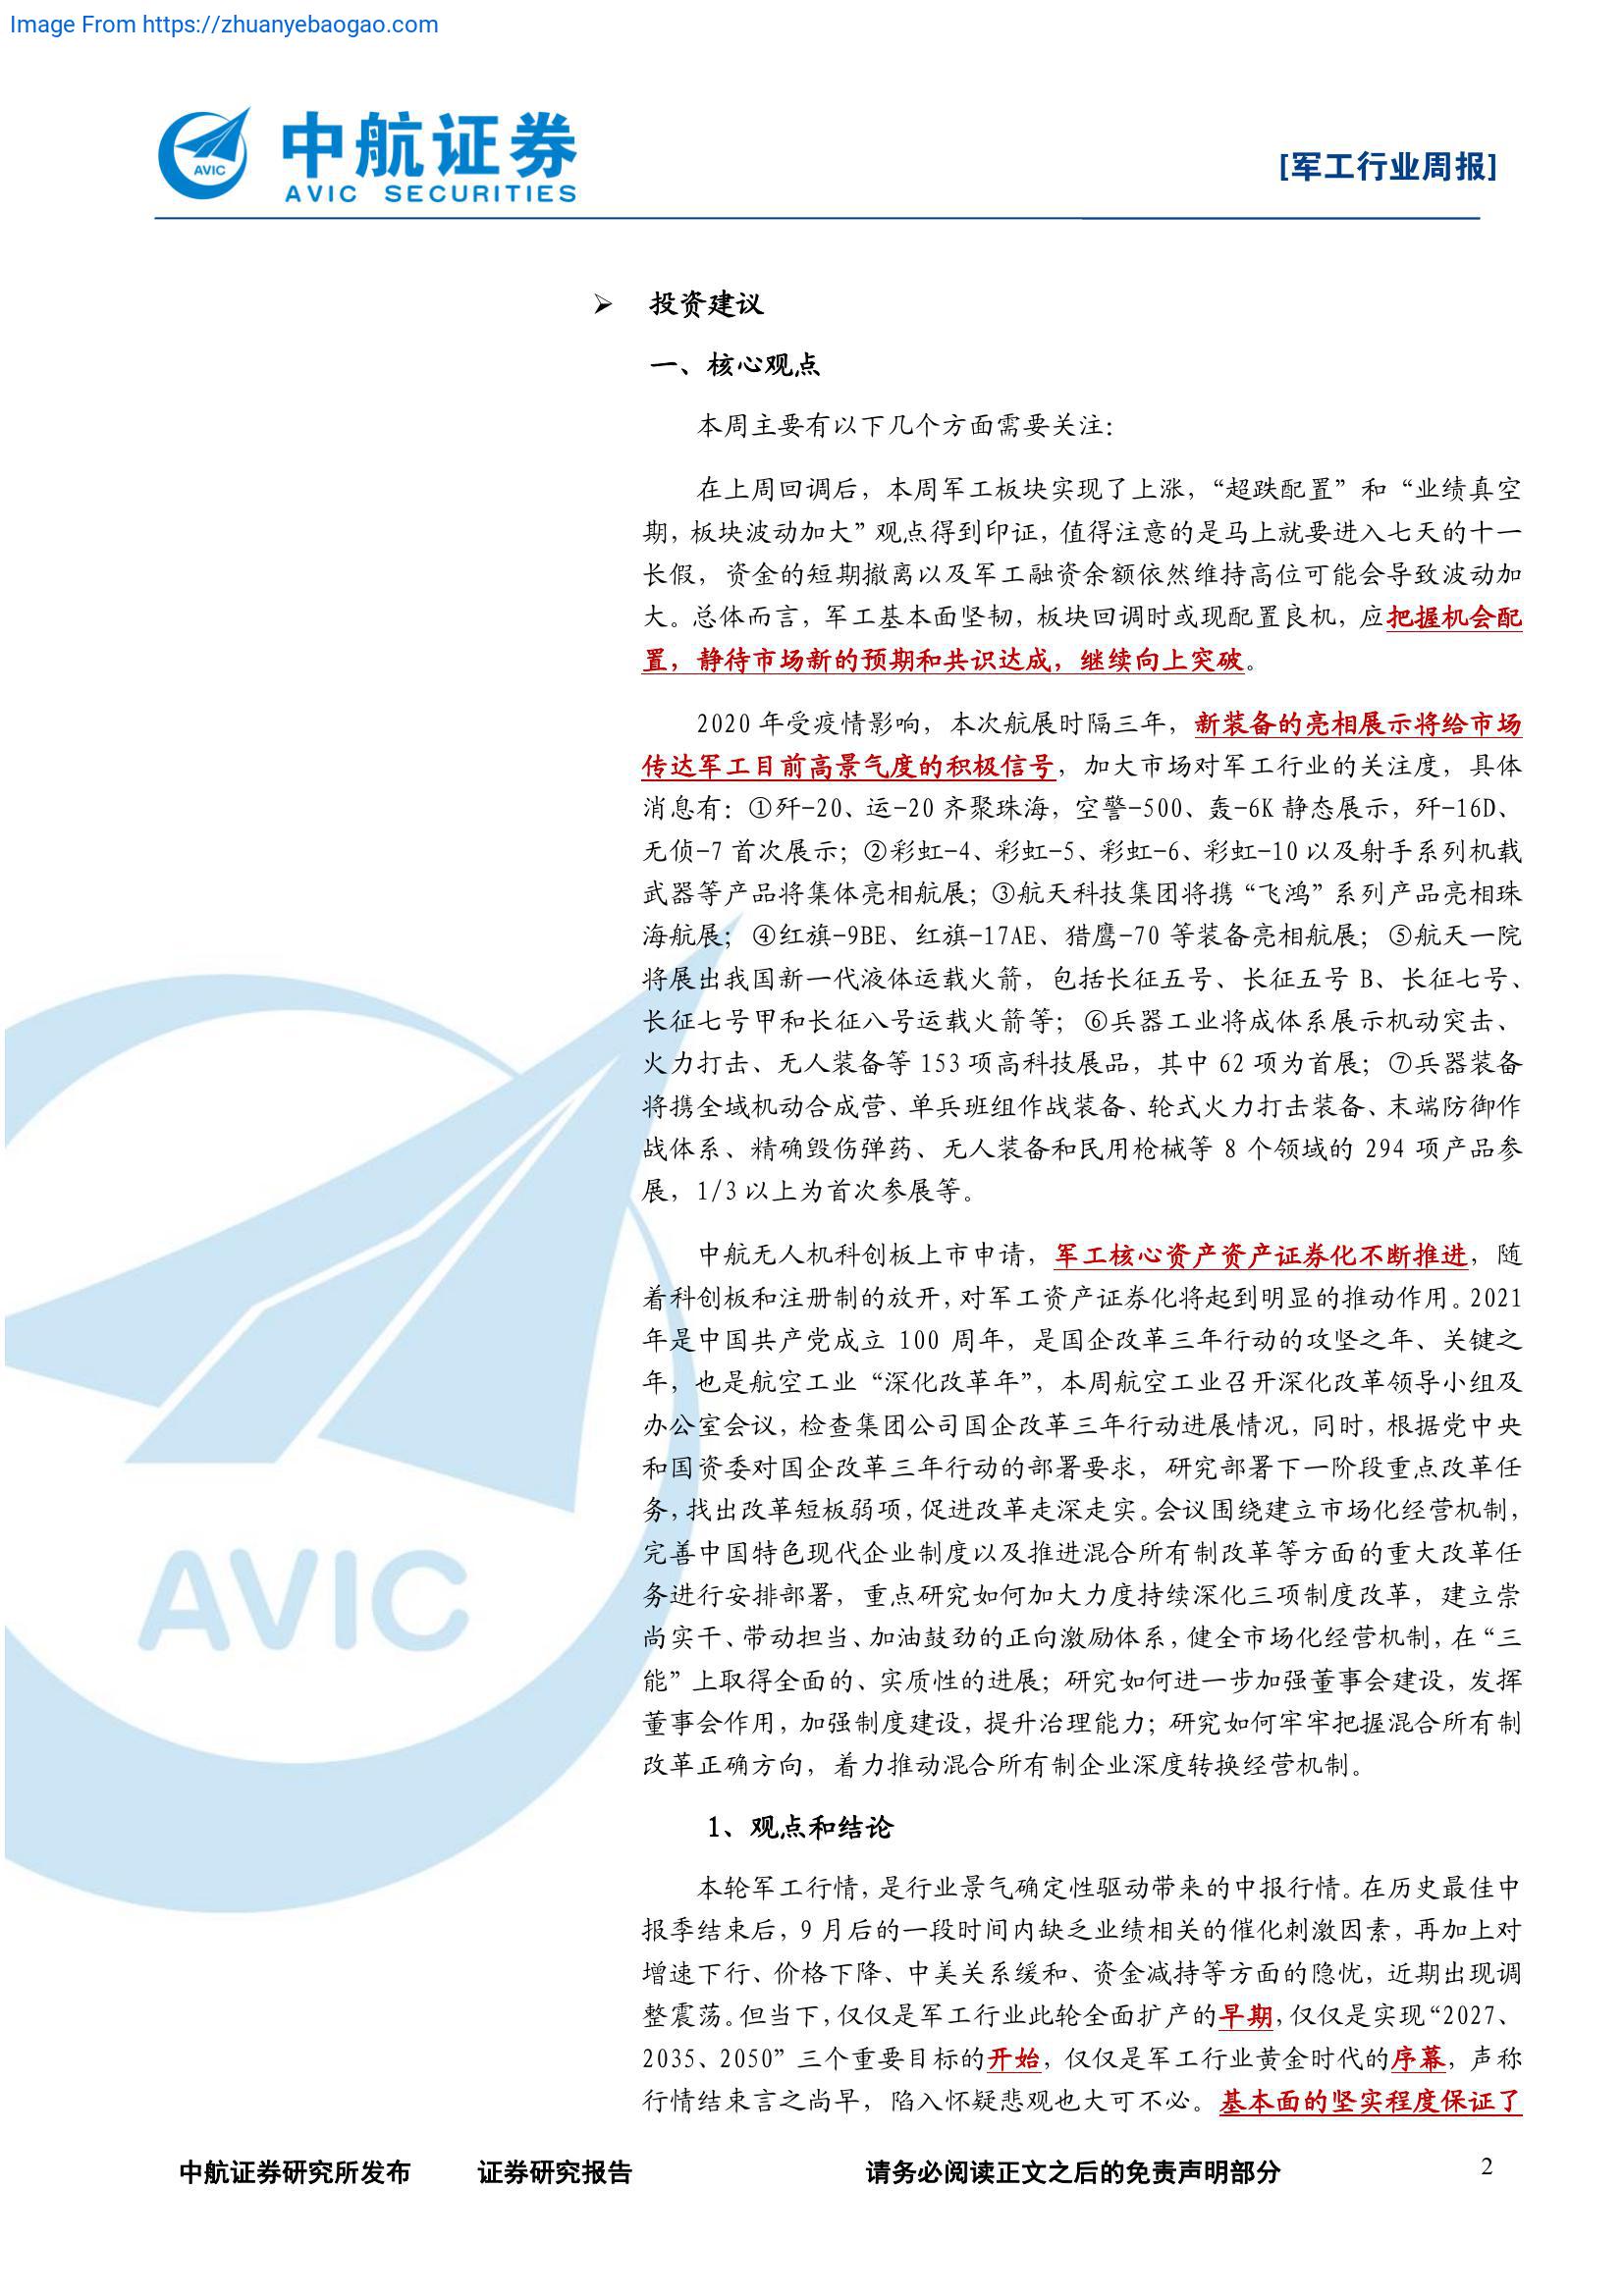 Image From https://zhuanyebaogao.com
AVIC
中航证券
AVIC SECURITIES
[军工行业周报]
➢ 投资建议
一、核心观点
本周主要有以下几个方面需要关注：
在上周回调后，本周军工板块实现了上涨，“超跌配置”和“业绩真空
期，板块波动加大”观点得到印证，值得注意的是马上就要进入七天的十一
长假，资金的短期撤离以及军工融资余额依然维持高位可能会导致波动加
大。总体而言，军工基本面坚韧，板块回调时或现配置良机，应把握机会配
置，静待市场新的预期和共识达成，继续向上突破。
2020 年受疫情影响，本次航展时隔三年，新装备的亮相展示将给市场
传达军工目前高景气度的积极信号，加大市场对军工行业的关注度，具体
消息有：①歼-20、运-20 齐聚珠海，空警-500、轰-6K 静态展示，歼-16D、
无侦-7 首次展示；②彩虹-4、彩虹-5、彩虹-6、彩虹-10 以及射手系列机载
武器等产品将集体亮相航展；③航天科技集团将携“飞鸿”系列产品亮相珠
海航展；④红旗-9BE、红旗-17AE、猎鹰-70 等装备亮相航展；⑤航天一院
将展出我国新一代液体运载火箭，包括长征五号、长征五号 B、长征七号、
长征七号甲和长征八号运载火箭等；⑥兵器工业将成体系展示机动突击、
火力打击、无人装备等 153 项高科技展品，其中 62 项为首展；⑦兵器装备
将携全域机动合成营、单兵班组作战装备、轮式火力打击装备、末端防御作
战体系、精确毁伤弹药、无人装备和民用枪械等 8 个领域的 294 项产品参
展，1/3 以上为首次参展等。
中航无人机科创板上市申请，军工核心资产资产证券化不断推进，随
着科创板和注册制的放开，对军工资产证券化将起到明显的推动作用。2021
年是中国共产党成立 100 周年，是国企改革三年行动的攻坚之年、关键之
年，也是航空工业“深化改革年”，本周航空工业召开深化改革领导小组及
办公室会议，检查集团公司国企改革三年行动进展情况，同时，根据党中央
和国资委对国企改革三年行动的部署要求，研究部署下一阶段重点改革任
务，找出改革短板弱项，促进改革走深走实。会议围绕建立市场化经营机制，
完善中国特色现代企业制度以及推进混合所有制改革等方面的重大改革任
务进行安排部署，重点研究如何加大力度持续深化三项制度改革，建立崇
尚实干、带动担当、加油鼓劲的正向激励体系，健全市场化经营机制，在“三
能”上取得全面的、实质性的进展；研究如何进一步加强董事会建设，发挥
董事会作用，加强制度建设，提升治理能力；研究如何牢牢把握混合所有制
改革正确方向，着力推动混合所有制企业深度转换经营机制。
AVIC
1、观点和结论
本轮军工行情，是行业景气确定性驱动带来的中报行情。在历史最佳中
报季结束后，9 月后的一段时间内缺乏业绩相关的催化刺激因素，再加上对
增速下行、价格下降、中美关系缓和、资金减持等方面的隐忧，近期出现调
整震荡。但当下，仅仅是军工行业此轮全面扩产的早期，仅仅是实现“2027、
2035、2050”三个重要目标的开始，仅仅是军工行业黄金时代的序幕，声称
行情结束言之尚早，陷入怀疑悲观也大可不必。基本面的坚实程度保证了
中航证券研究所发布 证券研究报告 请务必阅读正文之后的免责声明部分 2